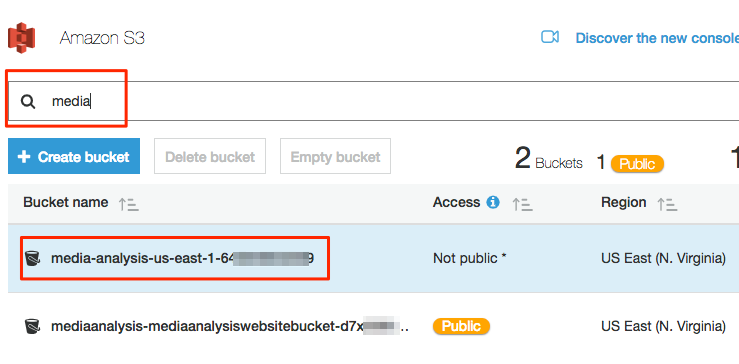 Amazon S3
Discover the new console
media
Create bucket Delete bucket Empty bucket 2 Buckets 1 Public 1
Bucket name Access Region
media-analysis-us-east-1-64 9 Not public * US East (N. Virginia)
mediaanalysis-mediaanalysiswebsitebucket-d7x .. Public US East (N. Virginia)